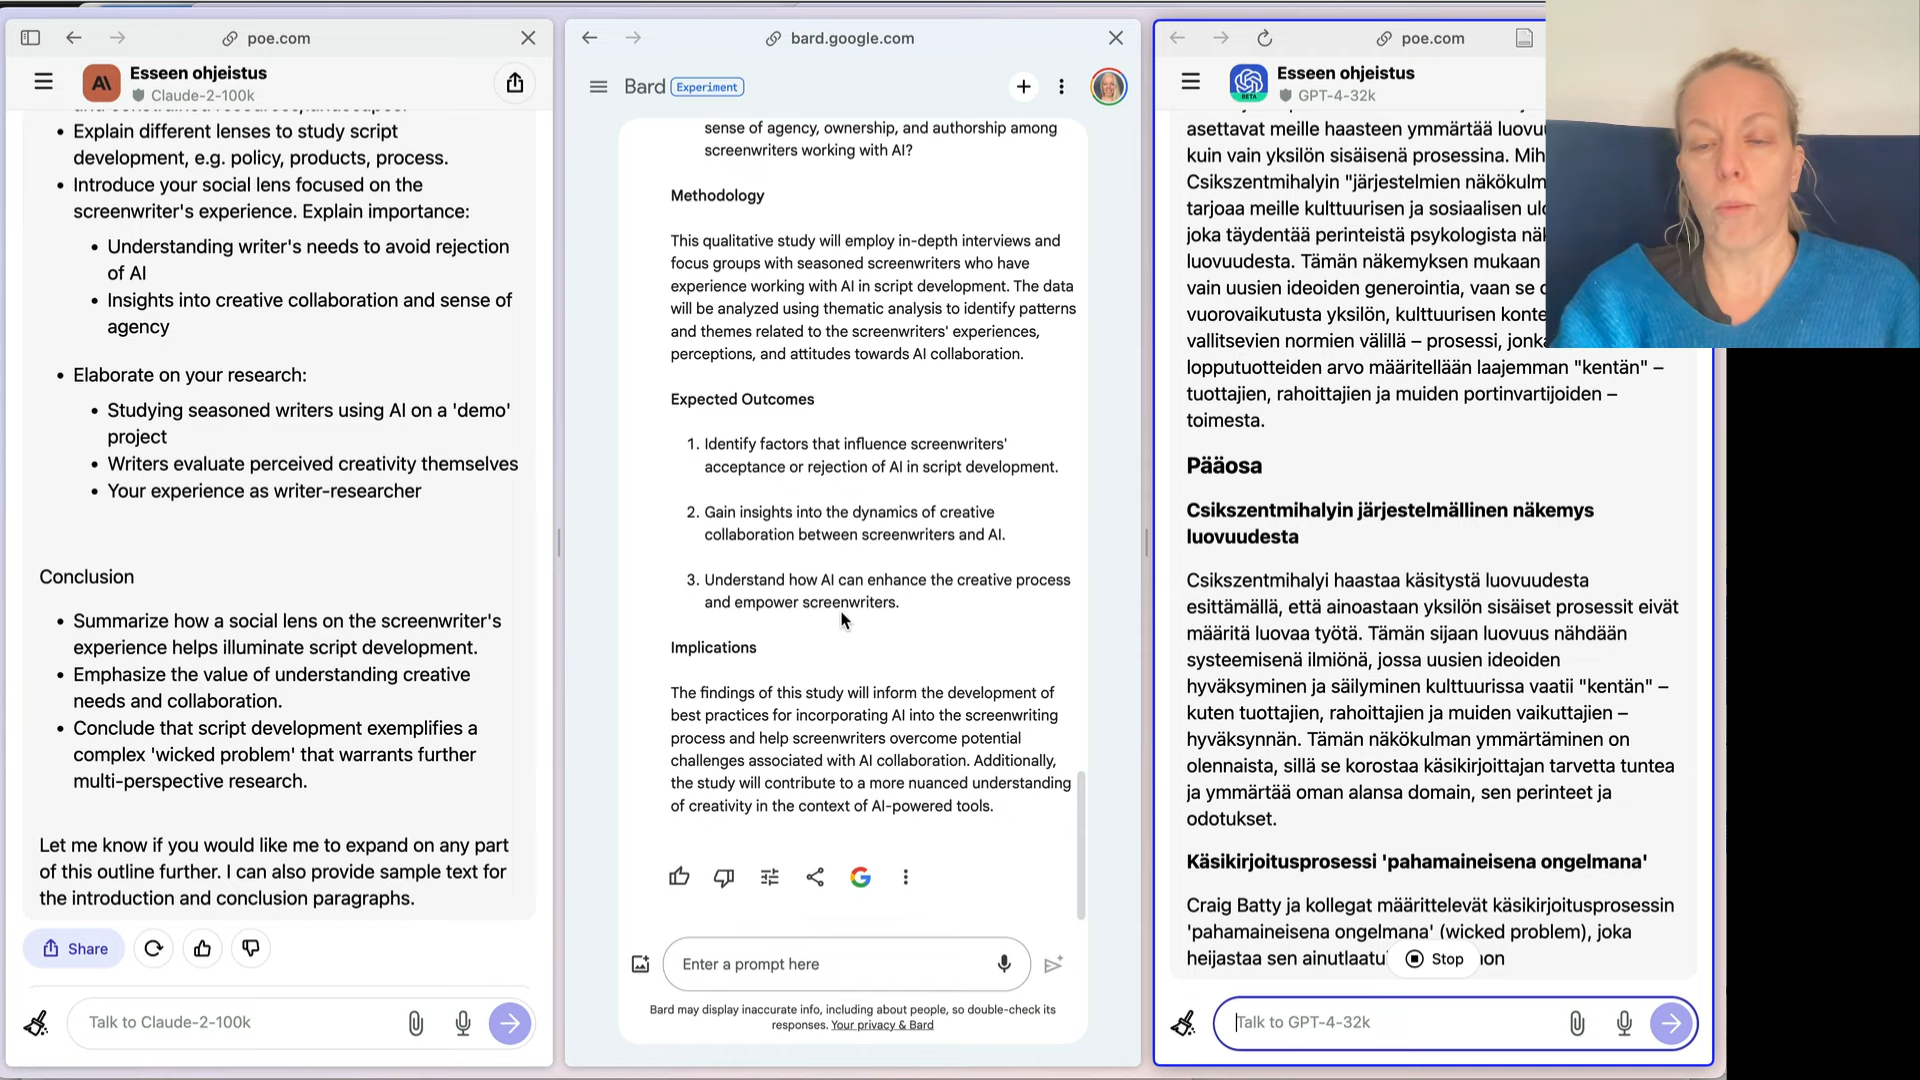 poe.com
Esseen ohjeistus
Claude-2-100k
• Explain different lenses to study script
development, e.g. policy, products, process.
• Introduce your social lens focused on the
screenwriter's experience. Explain importance:
• Understanding writer's needs to avoid rejection
of AI
• Insights into creative collaboration and sense of
agency
• Elaborate on your research:
• Studying seasoned writers using AI on a 'demo'
project
• Writers evaluate perceived creativity themselves
• Your experience as writer-researcher
Conclusion
• Summarize how a social lens on the screenwriter's
experience helps illuminate script development.
• Emphasize the value of understanding creative
needs and collaboration.
• Conclude that script development exemplifies a
complex 'wicked problem' that warrants further
multi-perspective research.
Let me know if you would like me to expand on any part
of this outline further. I can also provide sample text for
the introduction and conclusion paragraphs.
Share
Talk to Claude-2-100k
bard.google.com
Bard Experiment
sense of agency, ownership, and authorship among
screenwriters working with AI?
Methodology
This qualitative study will employ in-depth interviews and
focus groups with seasoned screenwriters who have
experience working with AI in script development. The data
will be analyzed using thematic analysis to identify patterns
and themes related to the screenwriters' experiences,
perceptions, and attitudes towards AI collaboration.
Expected Outcomes
1. Identify factors that influence screenwriters'
acceptance or rejection of AI in script development.
2. Gain insights into the dynamics of creative
collaboration between screenwriters and AI.
3. Understand how AI can enhance the creative process
and empower screenwriters.
Implications
The findings of this study will inform the development of
best practices for incorporating AI into the screenwriting
process and help screenwriters overcome potential
challenges associated with AI collaboration. Additionally,
the study will contribute to a more nuanced understanding
of creativity in the context of AI-powered tools.
Enter a prompt here
Bard may display inaccurate info, including about people, so double-check its
responses. Your privacy & Bard
poe.com
BETA
Esseen ohjeistus
GPT-4-32k
asettavat meille haasteen ymmärtää
kuin vain yksilön sisäisenä prosessina.
Csikszentmihalyin "järjestelmien
tarjoaa meille kulttuurisen ja sosiaalisen
joka täydentää perinteistä psykologista
luovuudesta. Tämän näkemyksen mukaan
vain uusien ideoiden generointia, vaan se
vuorovaikutusta yksilön, kulttuurisen
vallitsevien normien välillä – prosessi,
lopputuotteiden arvo määritellään laajemman "kentän" –
tuottajien, rahoittajien ja muiden portinvartijoiden –
toimesta.
Pääosa
Csikszentmihalyin järjestelmällinen näkemys
luovuudesta
Csikszentmihalyi haastaa käsitystä luovuudesta
esittämällä, että ainoastaan yksilön sisäiset prosessit eivät
määritä luovaa työtä. Tämän sijaan luovuus nähdään
systeemisenä ilmiönä, jossa uusien ideoiden
hyväksyminen ja säilyminen kulttuurissa vaatii "kentän" –
kuten tuottajien, rahoittajien ja muiden vaikuttajien –
hyväksynnän. Tämän näkökulman ymmärtäminen on
olennaista, sillä se korostaa käsikirjoittajan tarvetta tuntea
ja ymmärtää oman alansa domain, sen perinteet ja
odotukset.
Käsikirjoitusprosessi 'pahamaineisena ongelmana'
Craig Batty ja kollegat määrittelevät käsikirjoitusprosessin
'pahamaineisena ongelmana' (wicked problem), joka
heijastaa sen
Stop
Talk to GPT-4-32k